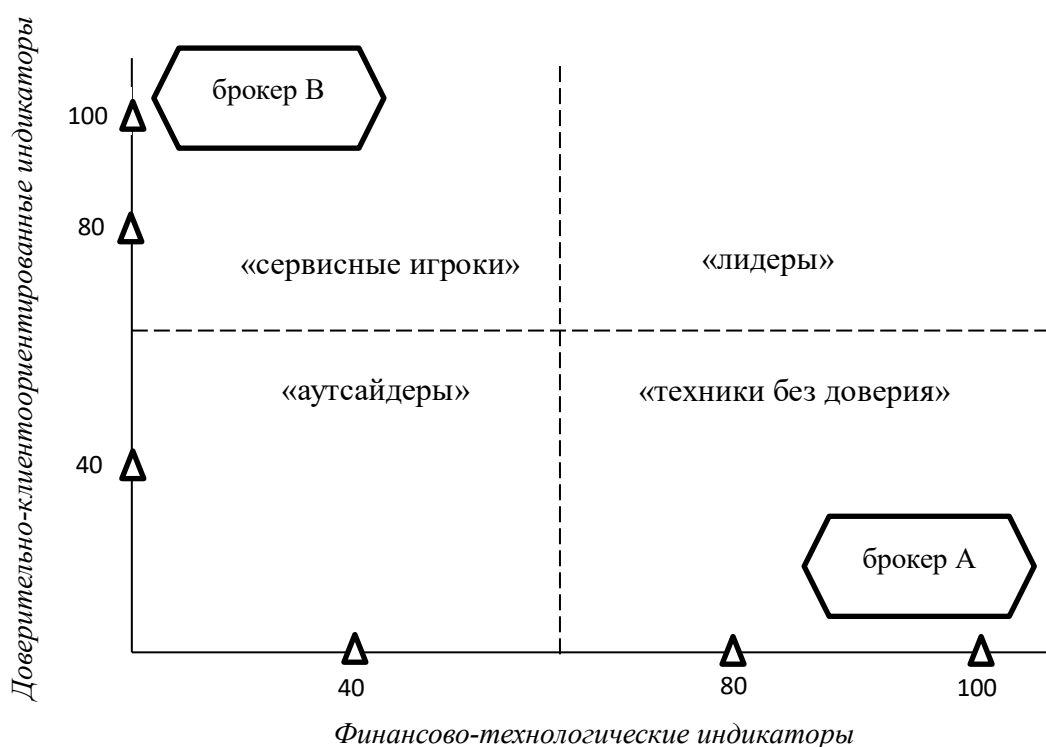 Доверительно-клиентоориентированные индикаторы
брокер В
100
80
«сервисные игроки»
«лидеры»
«аутсайдеры»
«техники без доверия»
40
брокер А
40
80
100
Финансово-технологические индикаторы